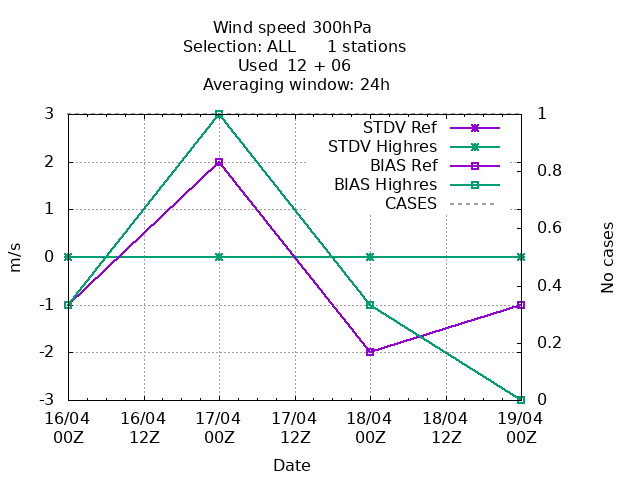 Wind speed 300hPa
Selection: ALL      1 stations
Used  12 + 06
Averaging window: 24h
STDV Ref
STDV Highres
BIAS Ref
BIAS Highres
CASES
3
2
1
0
-1
-2
-3
m/s
1
0.8
0.6
0.4
0.2
0
No cases
16/04 16/04 17/04 17/04 18/04 18/04 19/04
00Z 12Z 00Z 12Z 00Z 12Z 00Z
Date